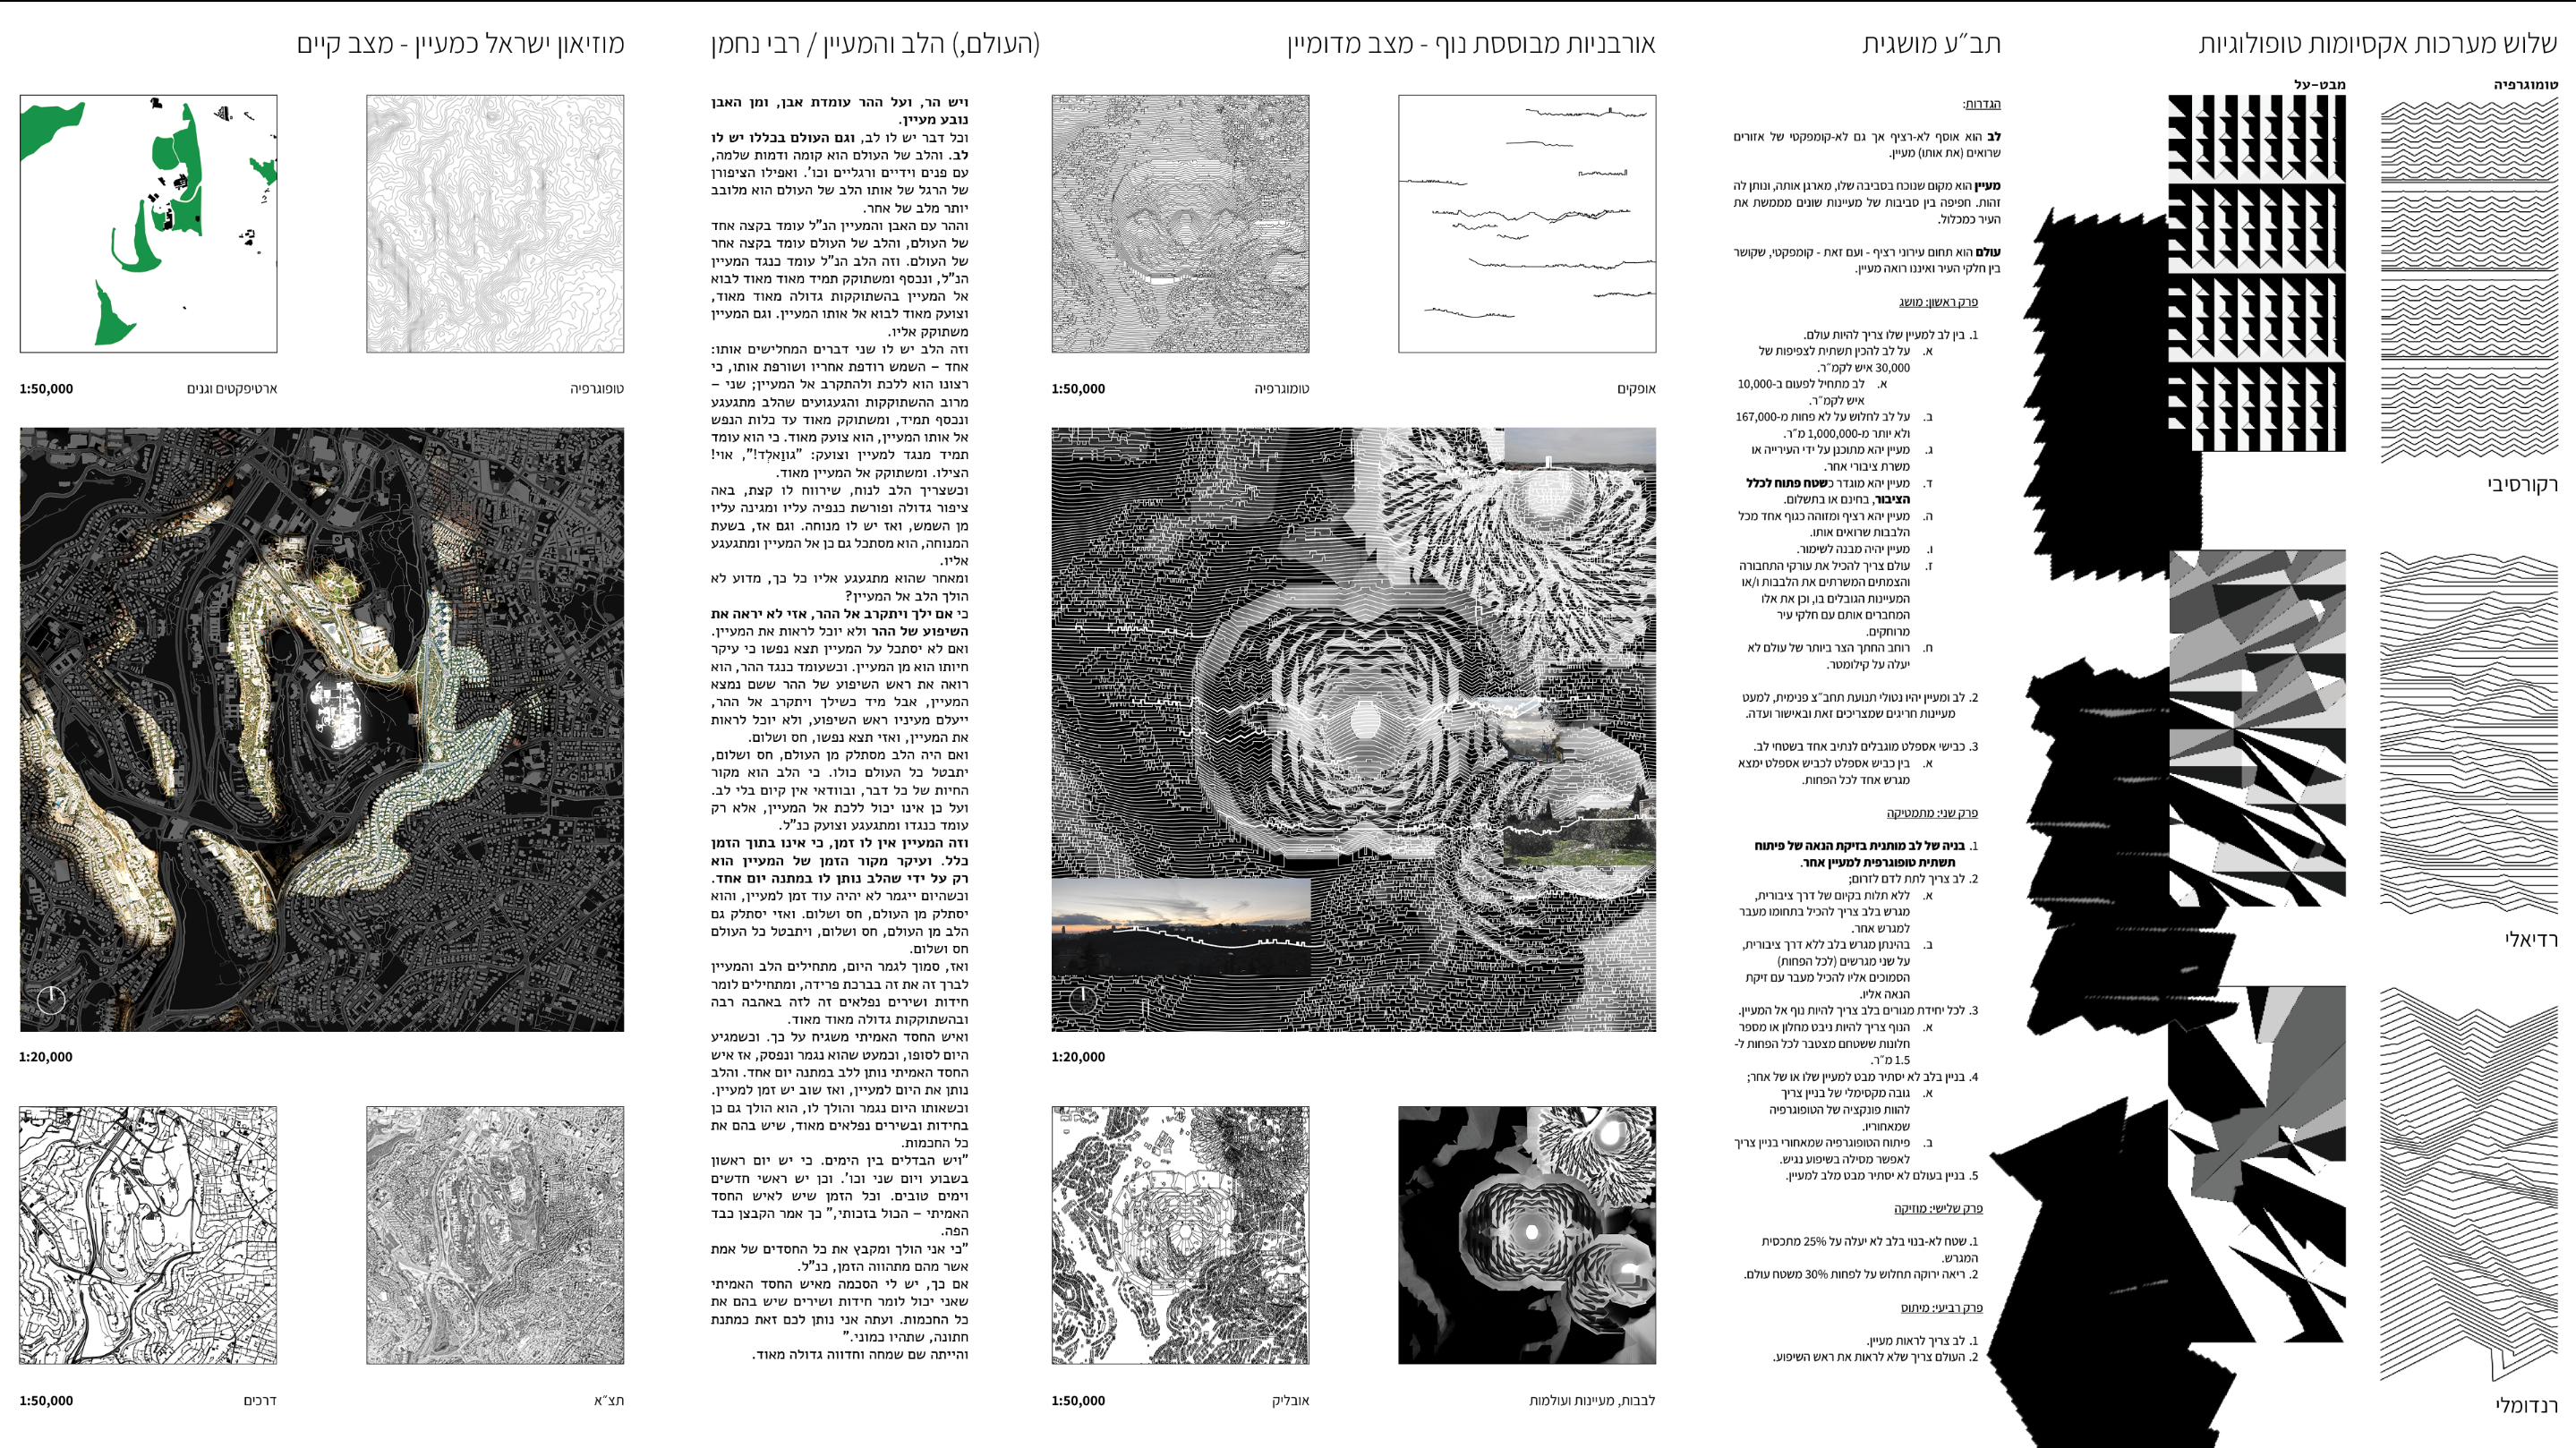 שלוש מערכות אקסיומות טופולוגיות
טומוגרפיה
מבט-על
רקורסיבי
רדיאלי
רנדומלי
תב״ע מושגית
הגדרות:
לב הוא אוסף לא-רציף אך גם לא-קומפקטי של אזורים
שרואים (את אותו) מעיין.
מעיין הוא מקום שנוכח בסביבה שלו, מארגן אותה, ונותן לה
זהות. חפיפה בין סביבות של מעיינות שונים מממשת את
העיר כמכלול.
עולם הוא תחום עירוני רציף - ועם זאת - קומפקטי, שקושר
בין חלקי העיר ואיננו רואה מעיין.
פרק ראשון: מושג
1. בין לב למעיין שלו צריך להיות עולם.
א. על לב להכין תשתית לצפיפות של
30,000 איש לקמ״ר.
א. לב מתחיל לפעום ב-10,000
איש לקמ״ר.
ב. על לב לחלוש על לא פחות מ-167,000
ולא יותר מ-1,000,000 מ״ר.
ג. מעיין יהא מתוכנן על ידי העירייה או
משרת ציבורי אחר.
ד. מעיין יהא מוגדר כשטח פתוח לכלל
הציבור, בחינם או בתשלום.
ה. מעיין יהא רציף ומזוהה כגוף אחד מכל
הלבבות שרואים אותו.
ו. מעיין יהיה מבנה לשימור.
ז. עולם צריך להכיל את עורקי התחבורה
והצמתים המשרתים את הלבבות ו/או
המעיינות הגובלים בו, וכן את אלו
המחברים אותם עם חלקי עיר
מרוחקים.
ח. רוחב החתך הצר ביותר של עולם לא
יעלה על קילומטר.
2. לב ומעיין יהיו נטולי תנועת תחב״צ פנימית, למעט
מעיינות חריגים שמצריכים זאת ובאישור ועדה.
3. כבישי אספלט מוגבלים לנתיב אחד בשטחי לב.
א. בין כביש אספלט לכביש אספלט ימצא
מגרש אחד לכל הפחות.
פרק שני: מתמטיקה
1. בניה של לב מותנית בזיקת הנאה של פיתוח
תשתית טופוגרפית למעיין אחר.
2. לב צריך לתת לדם לזרום;
א. ללא תלות בקיום של דרך ציבורית,
מגרש בלב צריך להכיל בתחומו מעבר
למגרש אחר.
ב. בהינתן מגרש בלב ללא דרך ציבורית,
על שני מגרשים (לכל הפחות)
הסמוכים אליו להכיל מעבר עם זיקת
הנאה אליו.
3. לכל יחידת מגורים בלב צריך להיות נוף אל המעיין.
א. הנוף צריך להיות ניבט מחלון או מספר
חלונות ששטחם מצטבר לכל הפחות ל-
1.5 מ״ר.
4. בניין בלב לא יסתיר מבט למעיין שלו או של אחר;
א. גובה מקסימלי של בניין צריך
להוות פונקציה של הטופוגרפיה
שמאחוריו.
ב. פיתוח הטופוגרפיה שמאחורי בניין צריך
לאפשר מסילה בשיפוע נגיש.
5. בניין בעולם לא יסתיר מבט מלב למעיין.
פרק שלישי: מוזיקה
1. שטח לא-בנוי בלב לא יעלה על 25% מתכסית
המגרש.
2. ריאה ירוקה תחלוש על לפחות 30% משטח עולם.
פרק רביעי: מיתוס
1. לב צריך לראות מעיין.
2. העולם צריך שלא לראות את ראש השיפוע.
אורבניות מבוססת נוף - מצב מדומיין
אופקים
טומוגרפיה
1:50,000
1:20,000
לבבות, מעיינות ועולמות
אובליק
1:50,000
(העולם,) הלב והמעיין / רבי נחמן
ויש הר, ועל ההר עומדת אבן, ומן האבן
נובע מעיין.
וכל דבר יש לו לב, וגם העולם בכללו יש לו
לב. והלב של העולם הוא קומה ודמות שלמה,
עם פנים וידיים ורגליים וכו'. ואפילו הציפורן
של הרגל של אותו הלב של העולם הוא מלובב
יותר מלב של אחר.
וההר עם האבן והמעיין הנ"ל עומד בקצה אחד
של העולם, והלב של העולם עומד בקצה אחר
של העולם. וזה הלב הנ"ל עומד כנגד המעיין
הנ"ל, ונכסף ומשתוקק תמיד מאוד מאוד לבוא
אל המעיין בהשתוקקות גדולה מאוד מאוד,
וצועק מאוד לבוא אל אותו המעיין. וגם המעיין
משתוקק אליו.
וזה הלב יש לו שני דברים המחלישים אותו:
אחד – השמש רודפת אחריו ושורפת אותו, כי
רצונו הוא ללכת ולהתקרב אל המעיין; שני –
מרוב ההשתוקקות והגעגועים שהלב מתגעגע
ונכסף תמיד, ומשתוקק מאוד עד כלות הנפש
אל אותו המעיין, הוא צועק מאוד. כי הוא עומד
תמיד מנגד למעיין וצועק: "גוואַלְד!", אוי!
הצילו. ומשתוקק אל המעיין מאוד.
וכשצריך הלב לנוח, שירווח לו קצת, באה
ציפור גדולה ופורשת כנפיה עליו ומגינה עליו
מן השמש, ואז יש לו מנוחה. וגם אז, בשעת
המנוחה, הוא מסתכל גם כן אל המעיין ומתגעגע
אליו.
ומאחר שהוא מתגעגע אליו כל כך, מדוע לא
הולך הלב אל המעיין?
כי אם ילך ויתקרב אל ההר, אזי לא יראה את
השיפוע של ההר ולא יוכל לראות את המעיין.
ואם לא יסתכל על המעיין תצא נפשו כי עיקר
חיותו הוא מן המעיין. וכשעומד כנגד ההר, הוא
רואה את ראש השיפוע של ההר ששם נמצא
המעיין, אבל מיד כשילך ויתקרב אל ההר,
ייעלם מעיניו ראש השיפוע, ולא יוכל לראות
את המעיין, ואזי תצא נפשו, חס ושלום.
ואם היה הלב מסתלק מן העולם, חס ושלום,
יתבטל כל העולם כולו. כי הלב הוא מקור
החיות של כל דבר, ובוודאי אין קיום בלי לב.
ועל כן אינו יכול ללכת אל המעיין, אלא רק
עומד כנגדו ומתגעגע וצועק כנ"ל.
וזה המעיין אין לו זמן, כי אינו בתוך הזמן
כלל. ועיקר מקור הזמן של המעיין הוא
רק על ידי שהלב נותן לו במתנה יום אחד.
וכשהיום ייגמר לא יהיה עוד זמן למעיין, והוא
יסתלק מן העולם, חס ושלום. ואזי יסתלק גם
הלב מן העולם, חס ושלום, ויתבטל כל העולם
חס ושלום.
ואז, סמוך לגמר היום, מתחילים הלב והמעיין
לברך זה את זה בברכת פרידה, ומתחילים לומר
חידות ושירים נפלאים זה לזה באהבה רבה
ובהשתוקקות גדולה מאוד מאוד.
ואיש החסד האמיתי משגיח על כך. וכשמגיע
היום לסופו, וכמעט שהוא נגמר ונפסק, אז איש
החסד האמיתי נותן ללב במתנה יום אחד. והלב
נותן את היום למעיין, ואז שוב יש זמן למעיין.
וכשאותו היום נגמר והולך לו, הוא הולך גם כן
בחידות ובשירים נפלאים מאוד, שיש בהם את
כל החכמות.
"ויש הבדלים בין הימים. כי יש יום ראשון
בשבוע ויום שני וכו'. וכן יש ראשי חדשים
וימים טובים. וכל הזמן שיש לאיש החסד
האמיתי – הכול בזכותי," כך אמר הקבצן כבד
הפה.
"כי אני הולך ומקבץ את כל החסדים של אמת
אשר מהם מתהווה הזמן, כנ"ל.
אם כך, יש לי הסכמה מאיש החסד האמיתי
שאני יכול לומר חידות ושירים שיש בהם את
כל החכמות. ועתה אני נותן לכם זאת כמתנת
חתונה, שתהיו כמוני."
והייתה שם שמחה וחדווה גדולה מאוד.
מוזיאון ישראל כמעיין - מצב קיים
טופוגרפיה
ארטיפקטים וגנים
1:50,000
1:20,000
תצ״א
דרכים
1:50,000